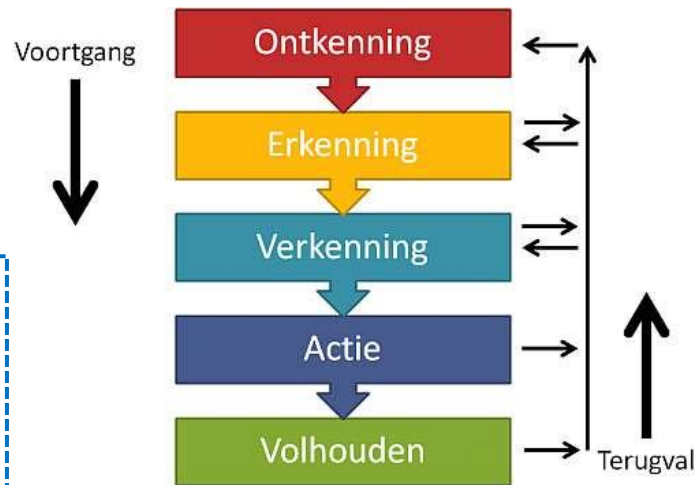 Voortgang
Ontkenning
Erkenning
Verkenning
Actie
Volhouden
Terugval